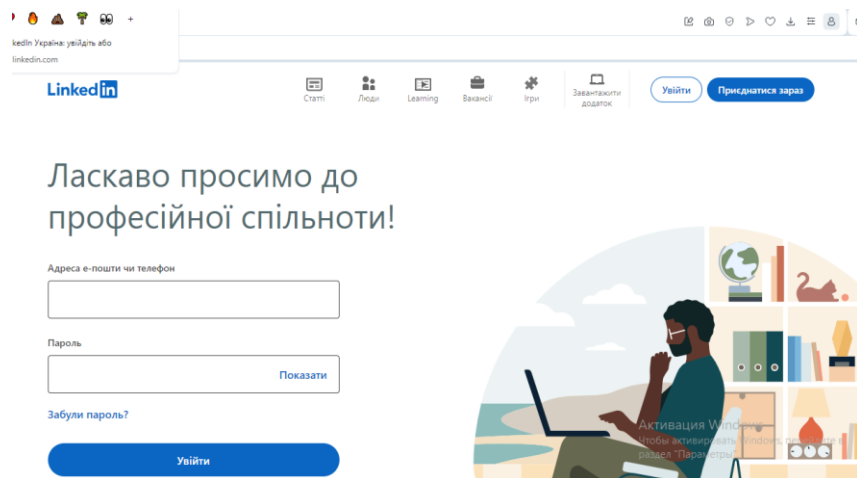 kedIn Україна: увійдіть або
linkedin.com
Linked in
Статті
Люди
Learning
Вакансії
Ігри
Завантажити
додаток
Увійти
Приєднатися зараз
Ласкаво просимо до
професійної спільноти!
Адреса е-пошти чи телефон
Пароль
Показати
Забули пароль?
Увійти
Активация Windows
Чтобы активировать Windows, перейдите в
раздел "Параметры".